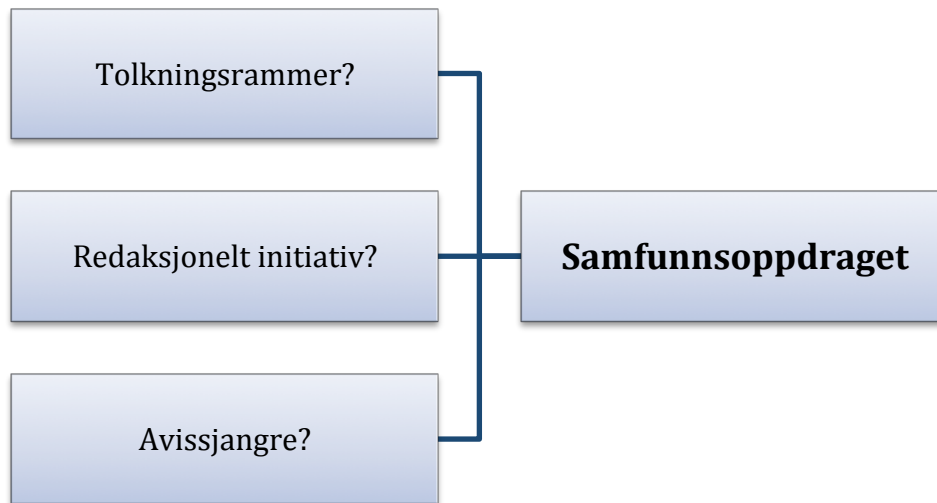 Tolkningsrammer?
Redaksjonelt initiativ?
Samfunnsoppdraget
Avissjangre?